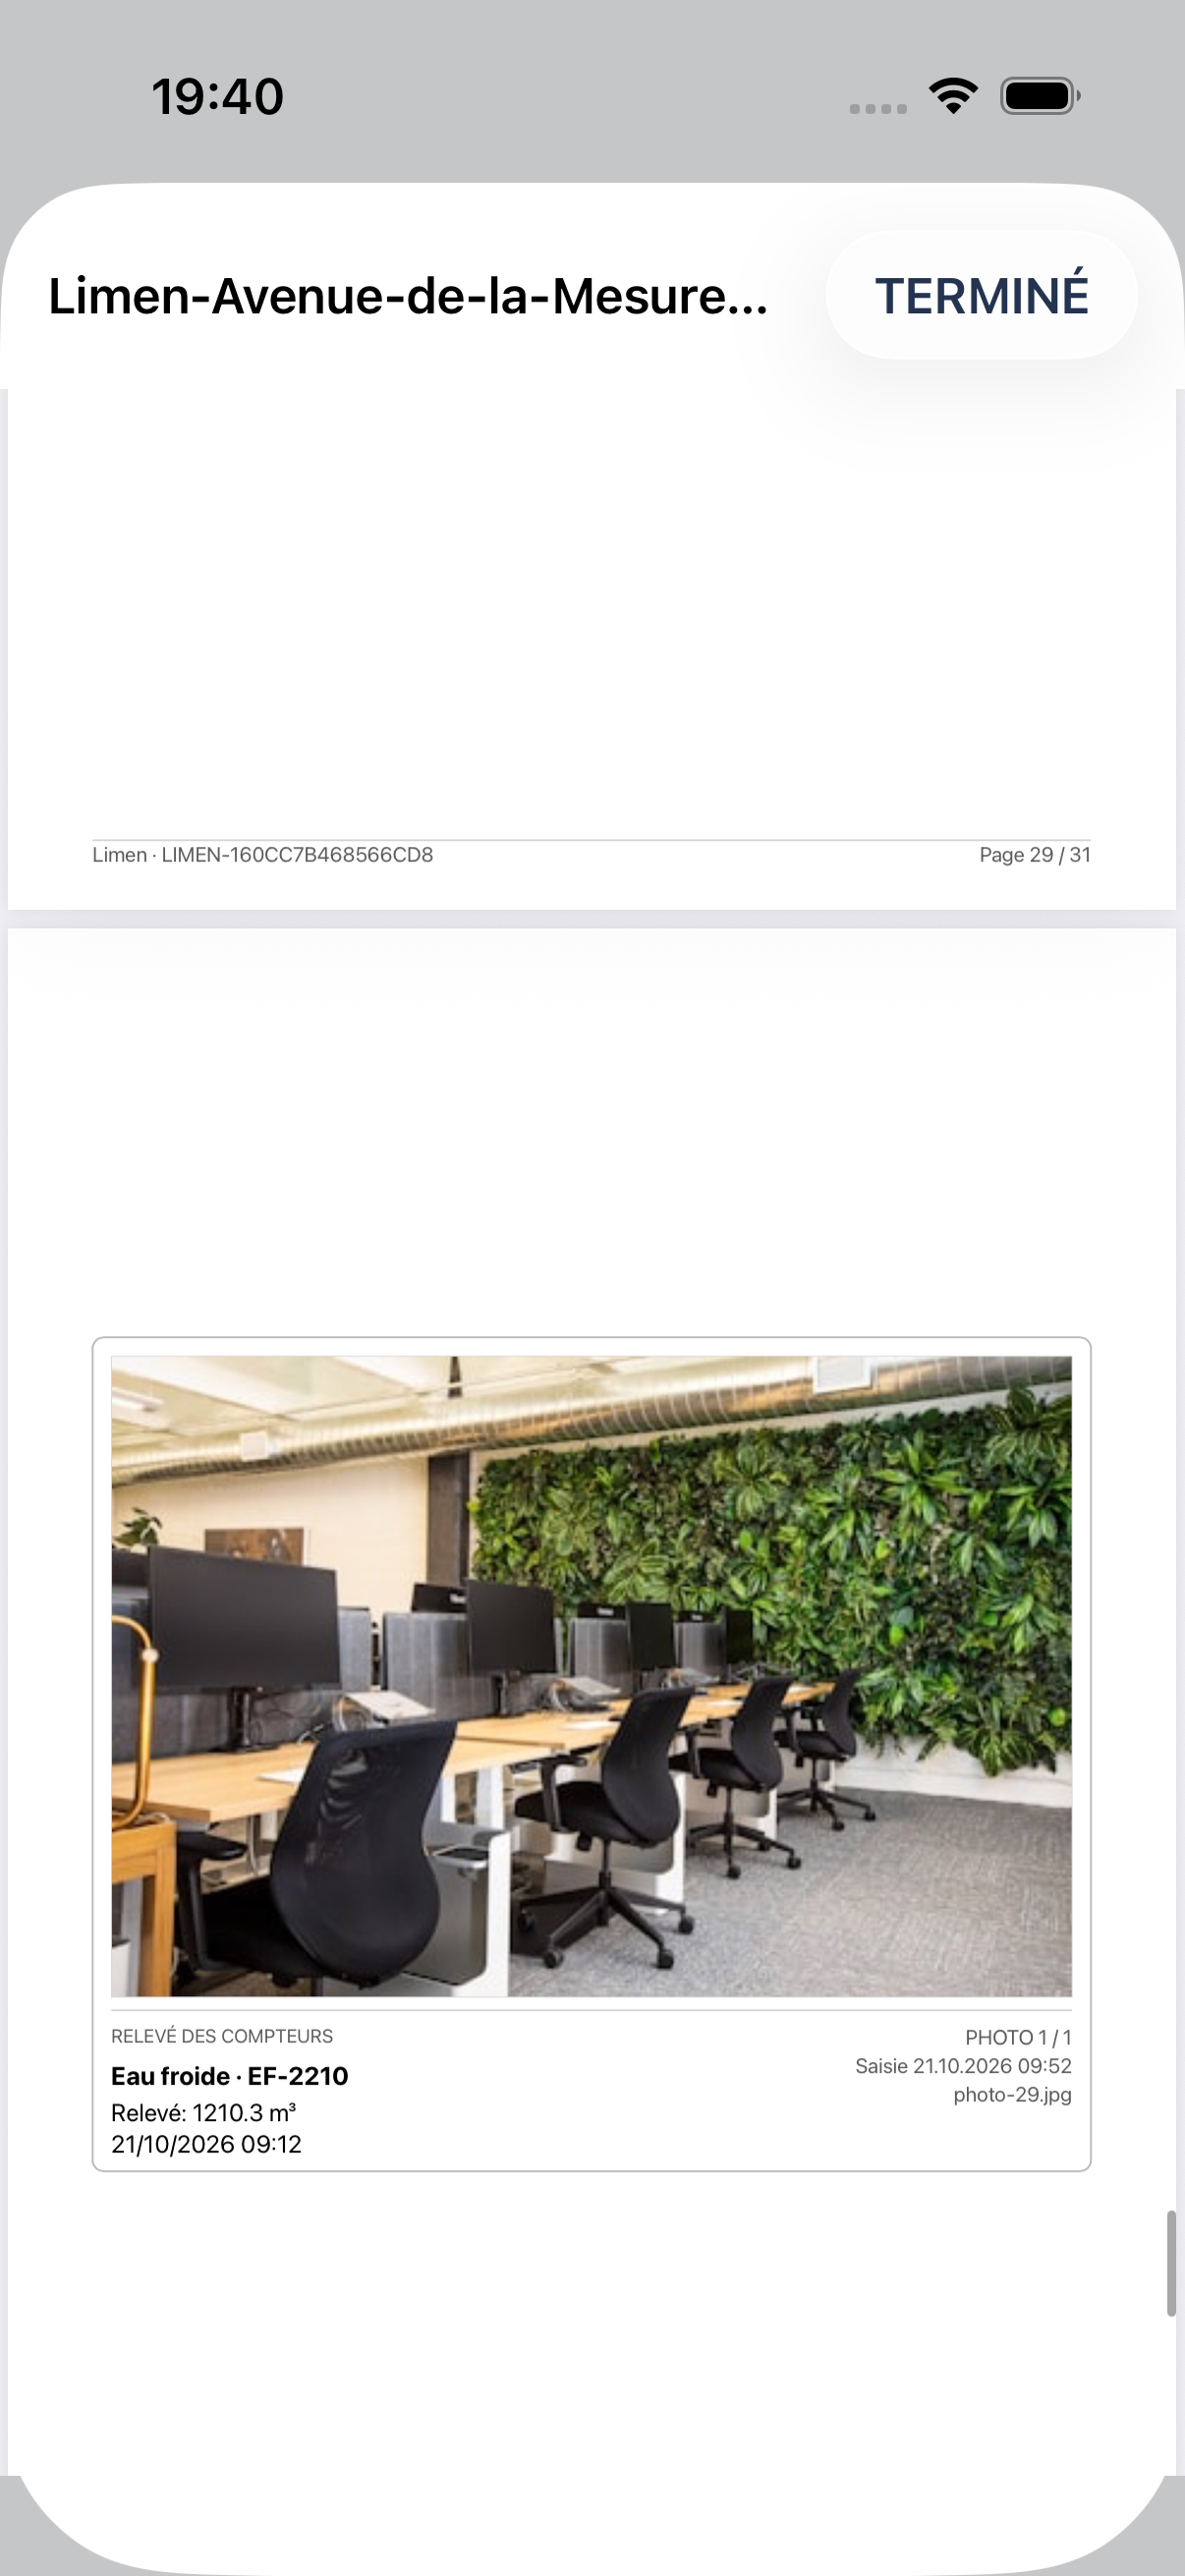 19:40
Limen-Avenue-de-la-Mesure...
TERMINÉ
Limen · LIMEN-160CC7B468566CD8
Page 29 / 31
RELEVÉ DES COMPTEURS
Eau froide · EF-2210
Relevé: 1210.3 m³
21/10/2026 09:12
PHOTO 1 / 1
Saisie 21.10.2026 09:52
photo-29.jpg